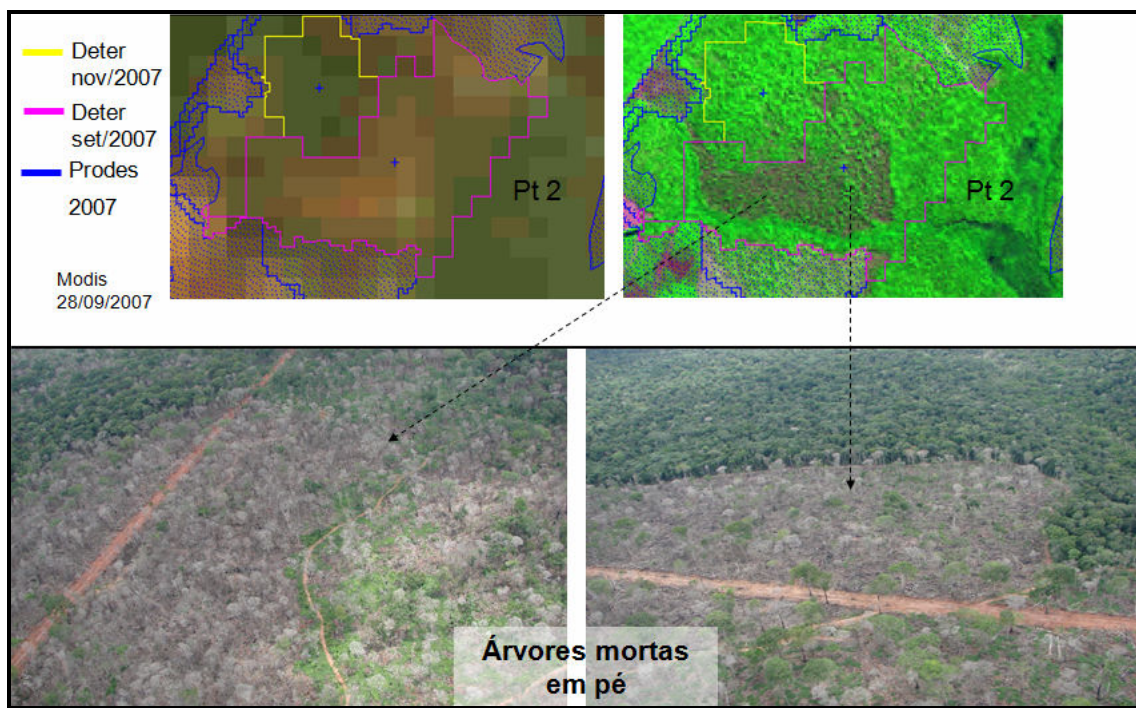 Deter
nov/2007
Deter
set/2007
Prodes
2007
Modis
28/09/2007
Pt 2
Pt 2
Árvores mortas
em pé